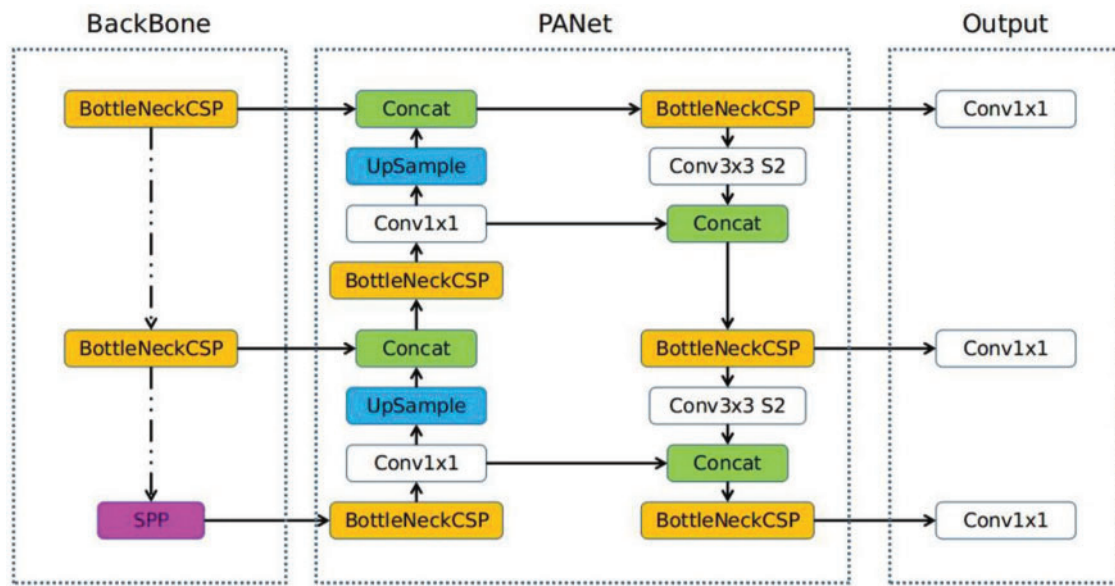 BackBone
PANet
Output
BottleNeckCSP
Concat
BottleNeckCSP
Conv1x1
UpSample
Conv3x3 S2
Conv1x1
Concat
BottleNeckCSP
BottleNeckCSP
Concat
BottleNeckCSP
Conv1x1
UpSample
Conv3x3 S2
Conv1x1
Concat
SPP
BottleNeckCSP
BottleNeckCSP
Conv1x1